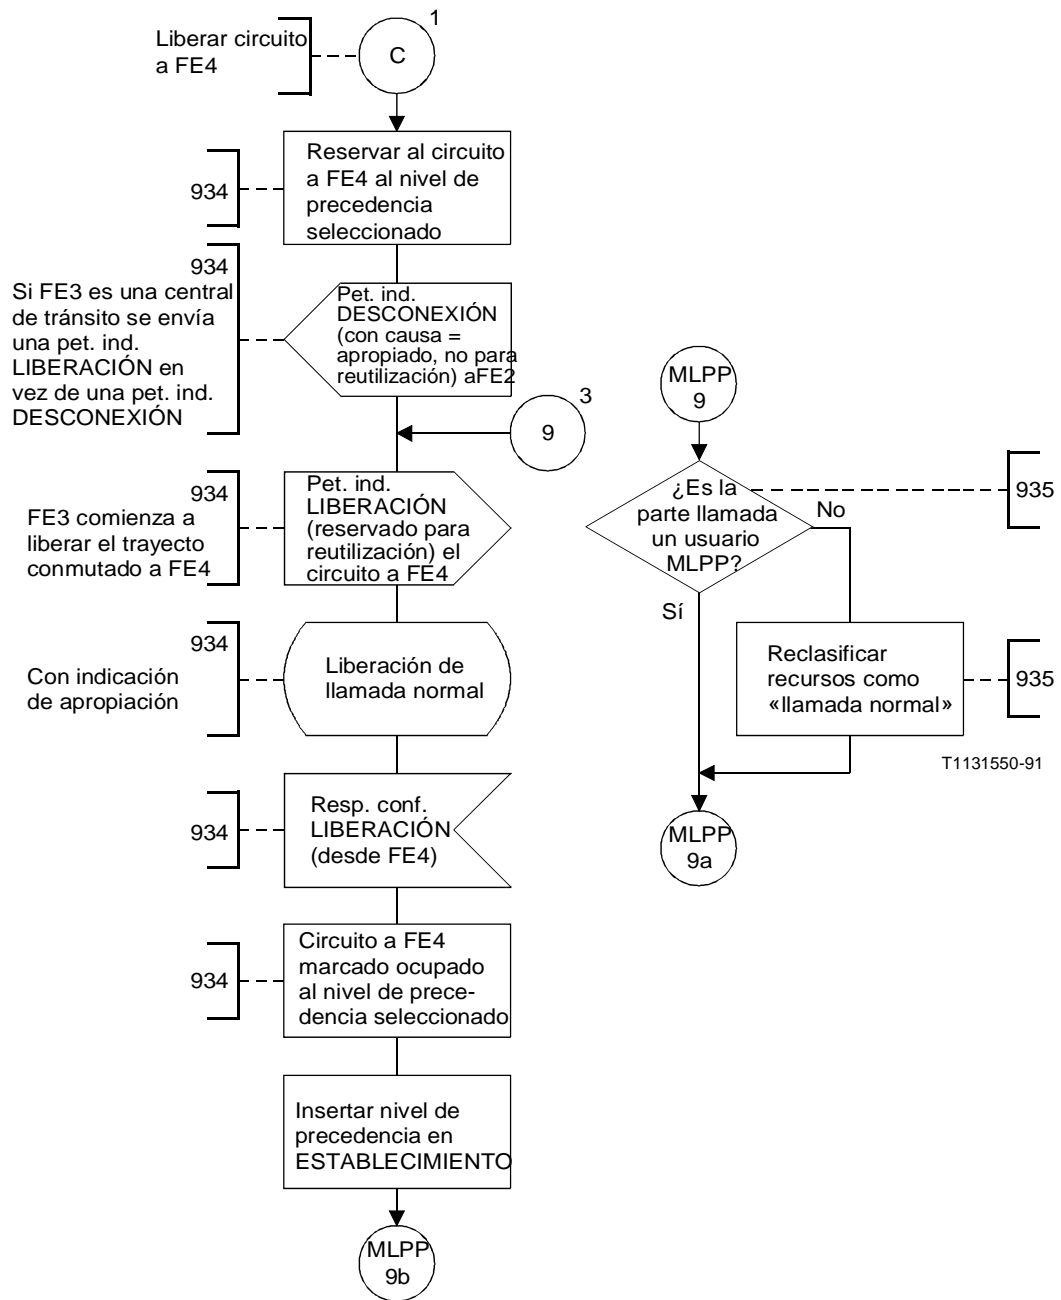 1
Liberar circuito
a FE4
C
Reservar al circuito
a FE4 al nivel de
precedencia
seleccionado
934
934
Si FE3 es una central
de tránsito se envía
una pet. ind.
LIBERACIÓN en
vez de una pet. ind.
DESCONEXIÓN
Pet. ind.
DESCONEXIÓN
(con causa =
apropiado, no para
reutilización) aFE2
3
9
934
FE3 comienza a
liberar el trayecto
conmutado a FE4
Pet. ind.
LIBERACIÓN
(reservado para
reutilización) el
circuito a FE4
934
Con indicación
de apropiación
Liberación de
llamada normal
934
Resp. conf.
LIBERACIÓN
(desde FE4)
934
Circuito a FE4
marcado ocupado
al nivel de prece-
dencia seleccionado
Insertar nivel de
precedencia en
ESTABLECIMIENTO
MLPP
9b
MLPP
9
¿Es la
parte llamada
un usuario
MLPP?
935
No
Sí
Reclasificar
recursos como
«llamada normal»
935
T1131550-91
MLPP
9a